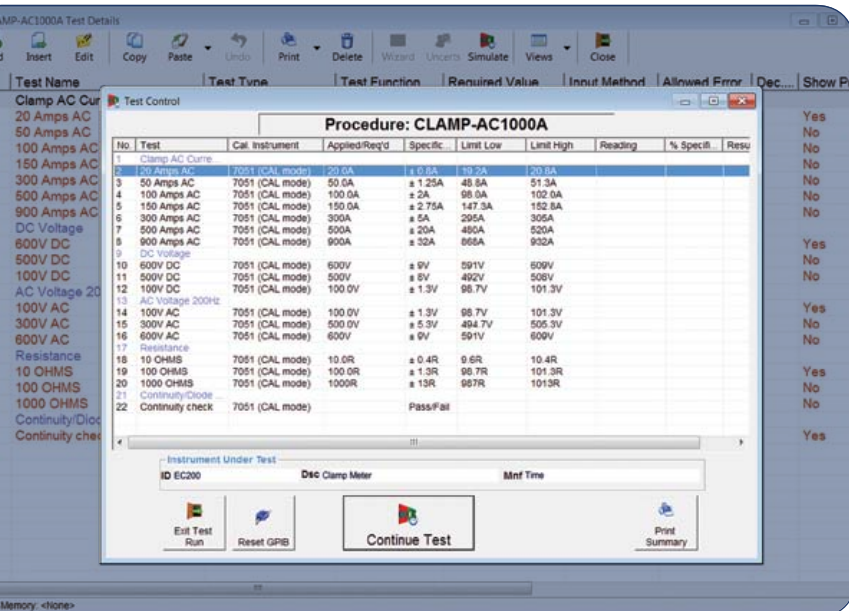 AMP-AC1000A Test Details
Insert Edit Copy Paste Undo Print Delete Wizard Uncerts Simulate Views Close
Test Name Test Type Test Function Required Value Input Method Allowed Error Dec.... Show P
Clamp AC Cur
20 Amps AC Yes
50 Amps AC No
100 Amps AC No
150 Amps AC No
300 Amps AC No
500 Amps AC No
900 Amps AC No
DC Voltage
600V DC Yes
500V DC No
100V DC No
AC Voltage 20
100V AC Yes
300V AC No
600V AC No
Resistance
10 OHMS Yes
100 OHMS No
1000 OHMS No
Continuity/Dioc
Continuity chec Yes
Memory: <None>
Test Control
Procedure: CLAMP-AC1000A
No. Test Cal. Instrument Applied/Req'd Specific... Limit Low Limit High Reading % Specifi... Resu
1 Clamp AC Curre...
2 20 Amps AC 7051 (CAL mode) 20.0A ± 0.8A 19.2A 20.8A
3 50 Amps AC 7051 (CAL mode) 50.0A ± 1.25A 48.8A 51.3A
4 100 Amps AC 7051 (CAL mode) 100.0A ± 2A 98.0A 102.0A
5 150 Amps AC 7051 (CAL mode) 150.0A ± 2.75A 147.3A 152.8A
6 300 Amps AC 7051 (CAL mode) 300A ± 5A 295A 305A
7 500 Amps AC 7051 (CAL mode) 500A ± 20A 480A 520A
8 900 Amps AC 7051 (CAL mode) 900A ± 32A 868A 932A
9 DC Voltage
10 600V DC 7051 (CAL mode) 600V ± 9V 591V 609V
11 500V DC 7051 (CAL mode) 500V ± 8V 492V 508V
12 100V DC 7051 (CAL mode) 100.0V ± 1.3V 98.7V 101.3V
13 AC Voltage 200Hz
14 100V AC 7051 (CAL mode) 100.0V ± 1.3V 98.7V 101.3V
15 300V AC 7051 (CAL mode) 500.0V ± 5.3V 494.7V 505.3V
16 600V AC 7051 (CAL mode) 600V ± 9V 591V 609V
17 Resistance
18 10 OHMS 7051 (CAL mode) 10.0R ± 0.4R 9.6R 10.4R
19 100 OHMS 7051 (CAL mode) 100.0R ± 1.3R 98.7R 101.3R
20 1000 OHMS 7051 (CAL mode) 1000R ± 13R 987R 1013R
21 Continuity/Diode ...
22 Continuity check 7051 (CAL mode) Pass/Fail
Instrument Under Test
ID EC200 Dsc Clamp Meter Mnf Time
Exit Test
Run
Reset GPIB
Continue Test
Print
Summary